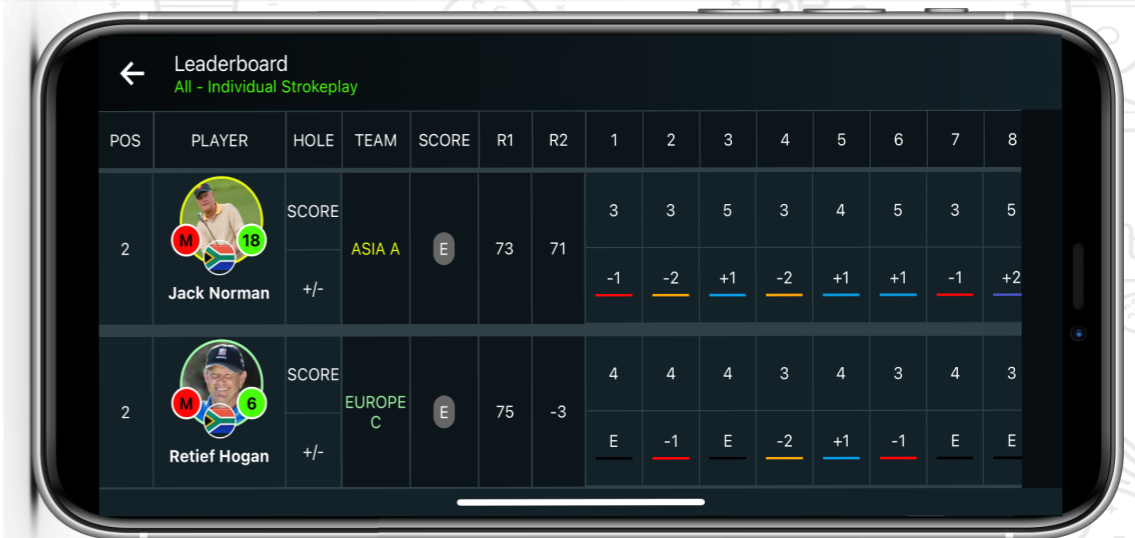 Leaderboard
All - Individual Strokeplay
POS PLAYER HOLE TEAM SCORE R1 R2 1 2 3 4 5 6 7 8
2 M 18 Jack Norman SCORE ASIA A E 73 71 3 3 5 3 4 5 3 5
+/- -1 -2 +1 -2 +1 +1 -1 +2
2 M 6 Retief Hogan SCORE EUROPE C E 75 -3 4 4 4 3 4 3 4 3
+/- E -1 E -2 +1 -1 E E